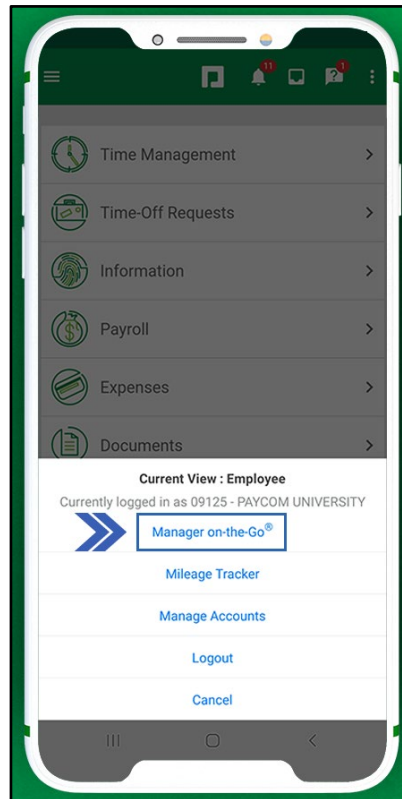 11
1
Time Management
Time-Off Requests
Information
Payroll
Expenses
Documents
Current View : Employee
Currently logged in as 09125 - PAYCOM UNIVERSITY
Manager on-the-Go®
Mileage Tracker
Manage Accounts
Logout
Cancel